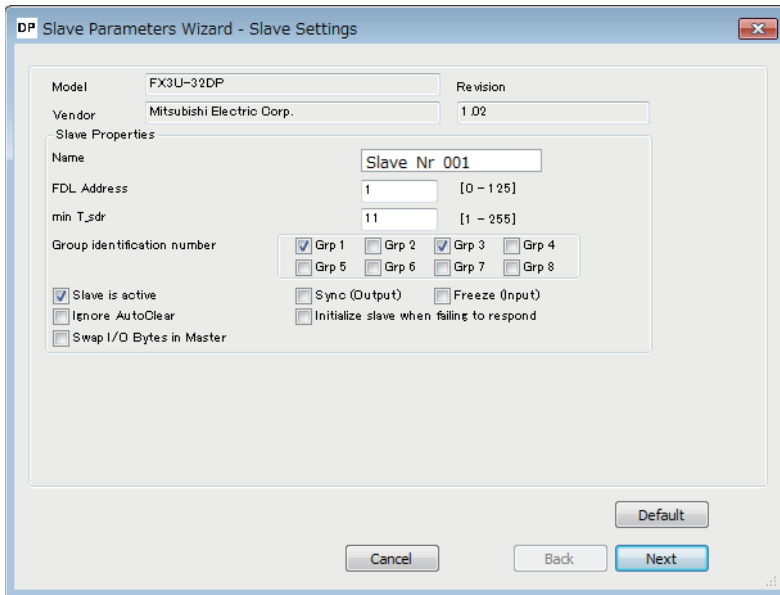 DP Slave Parameters Wizard - Slave Settings
Model FX3U-32DP Revision
Vendor Mitsubishi Electric Corp. 1.02
Slave Properties
Name Slave_Nr_001
FDL Address 1 [0 - 125]
min T_sdr 11 [1 - 255]
Group identification number Grp 1 Grp 2 Grp 3 Grp 4
Grp 5 Grp 6 Grp 7 Grp 8
Slave is active Sync (Output) Freeze (Input)
Ignore AutoClear Initialize slave when failing to respond
Swap I/O Bytes in Master
Default
Cancel Back Next